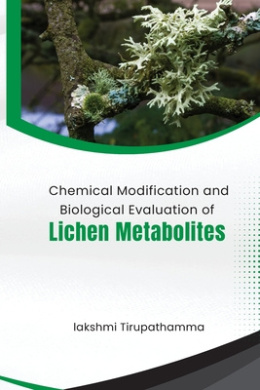 Chemical Modification and
Biological Evaluation of
Lichen Metabolites
lakshmi Tirupathamma